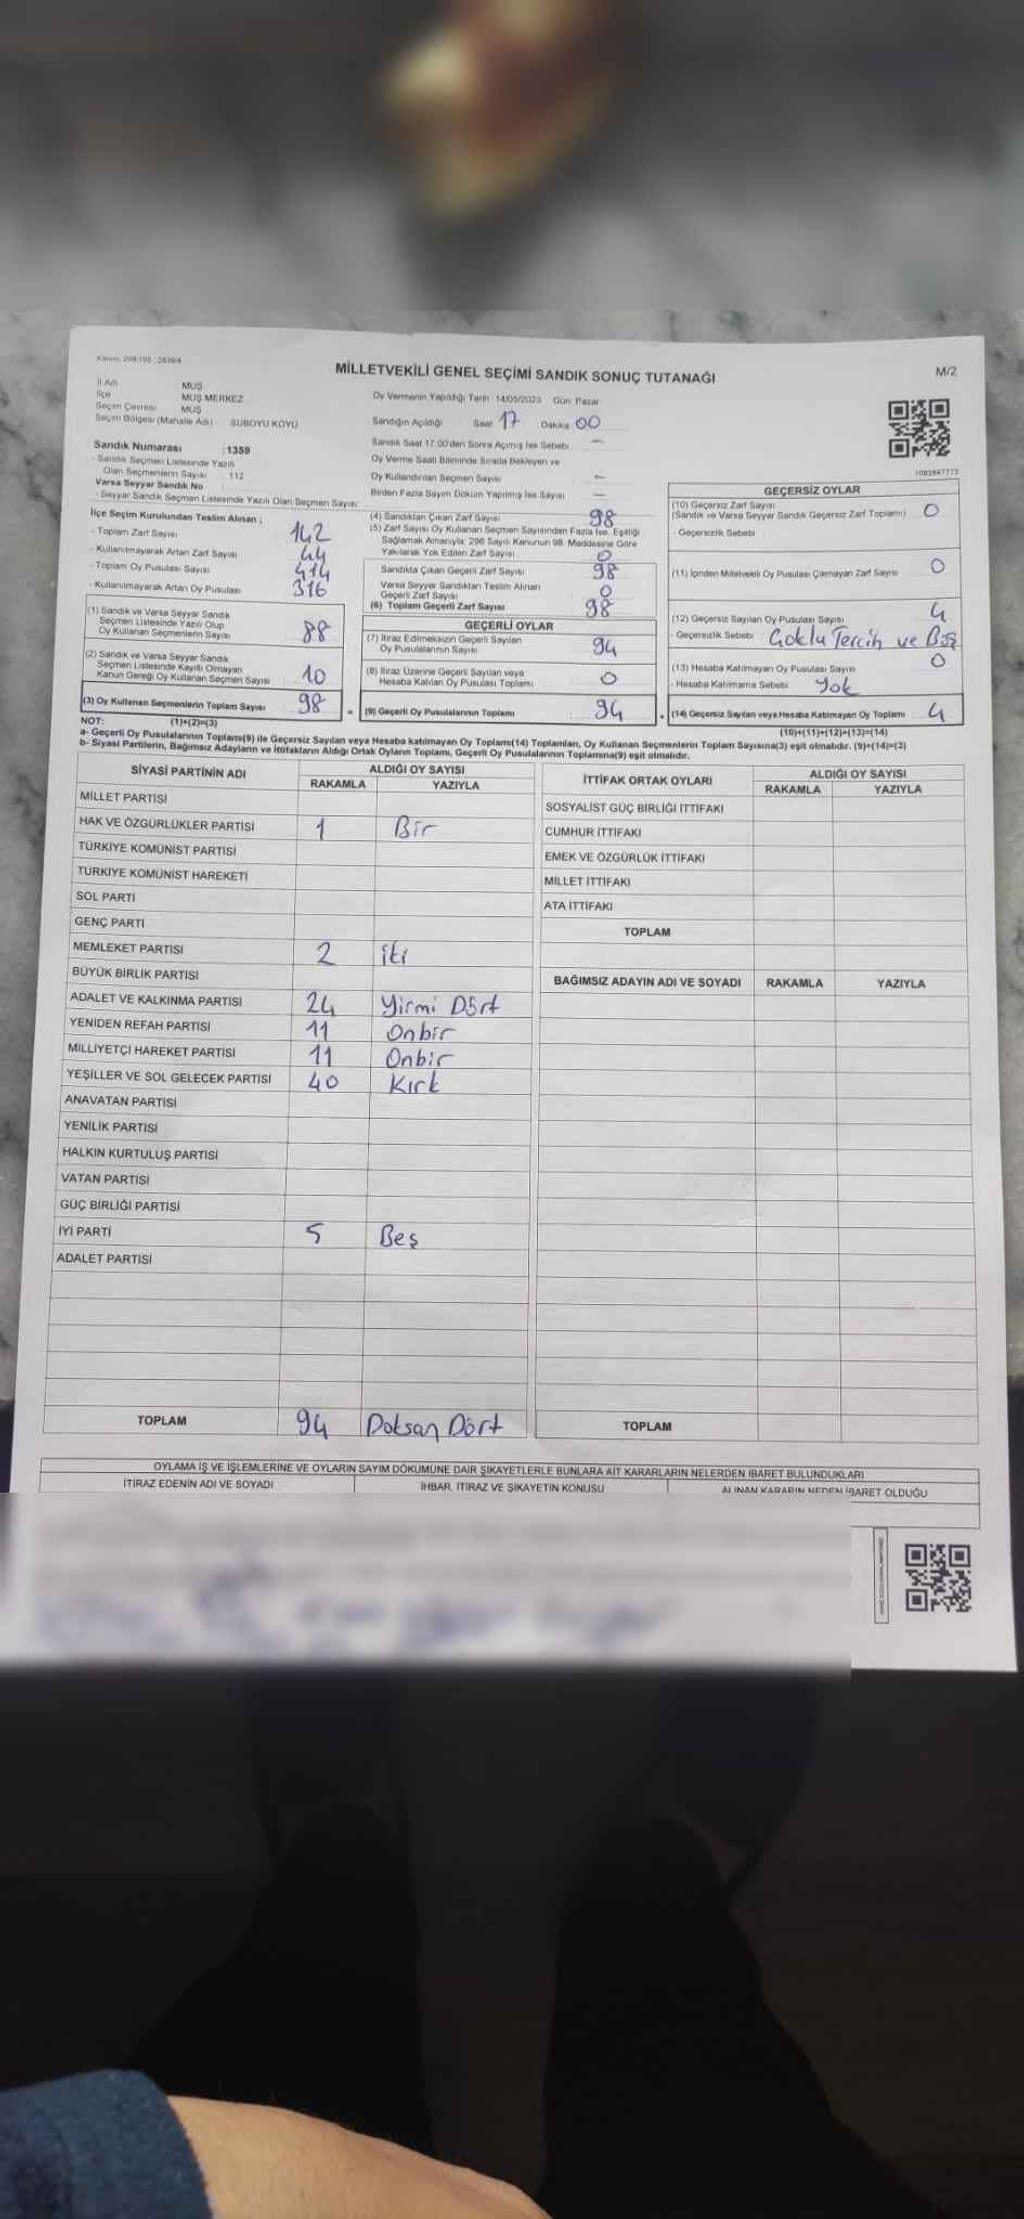 Kanun: 298/105 : 2839/4
MİLLETVEKİLİ GENEL SEÇİMİ SANDIK SONUÇ TUTANAĞI
M/2
İl Adı MUŞ
İlçe MUŞ MERKEZ
Seçim Çevresi MUŞ
Seçim Bölgesi (Mahalle Adı) SUBOYU KÖYÜ
Oy Vermenin Yapıldığı Tarih : 14/05/2023 Gün: Pazar
Sandığın Açıldığı Saat 17 Dakika 00
Sandık Saat 17:00'den Sonra Açımış İse Sebebi : -
Oy Verme Saati Bitiminde Sırada Bekleyen ve
Oy Kullandırılan Seçmen Sayısı -
Birden Fazla Sayım Döküm Yapılmış İse Sayısı -
Sandık Numarası :1359
- Sandık Seçmen Listesinde Yazılı
Olan Seçmenlerin Sayısı : 112
Varsa Seyyar Sandık No
- Seyyar Sandık Seçmen Listesinde Yazılı Olan Seçmen Sayısı
İlçe Seçim Kurulundan Teslim Alınan ;
- Toplam Zarf Sayısı 142
- Kullanılmayarak Artan Zarf Sayısı 44
- Toplam Oy Pusulası Sayısı 414
- Kullanılmayarak Artan Oy Pusulası 316
(1) Sandık ve Varsa Seyyar Sandık
Seçmen Listesinde Yazılı Olup
Oy Kullanan Seçmenlerin Sayısı 88
(2) Sandık ve Varsa Seyyar Sandık
Seçmen Listesinde Kayıtlı Olmayan
Kanun Gereği Oy Kullanan Seçmen Sayısı 10
(3) Oy Kullanan Seçmenlerin Toplam Sayısı 98
(4) Sandıktan Çıkan Zarf Sayısı 98
(5) Zarf Sayısı Oy Kullanan Seçmen Sayısından Fazla İse, Eşitliği
Sağlamak Amacıyla; 298 Sayılı Kanunun 98. Maddesine Göre
Yakılarak Yok Edilen Zarf Sayısı 0
Sandıkta Çıkan Geçerli Zarf Sayısı 98
Varsa Seyyar Sandıktan Teslim Alınan
Geçerli Zarf Sayısı 0
(6) Toplam Geçerli Zarf Sayısı 98
GEÇERLİ OYLAR
(7) İtiraz Edilmeksizin Geçerli Sayılan
Oy Pusulalarının Sayısı 94
(8) İtiraz Üzerine Geçerli Sayılan veya
Hesaba Katılan Oy Pusulası Toplamı 0
= (9) Geçerli Oy Pusulalarının Toplamı 94
1081847773
GEÇERSİZ OYLAR
(10) Geçersiz Zarf Sayısı
(Sandık ve Varsa Seyyar Sandık Geçersiz Zarf Toplamı) 0
- Geçersizlik Sebebi
(11) İçinden Milletvekili Oy Pusulası Çıkmayan Zarf Sayısı 0
(12) Geçersiz Sayılan Oy Pusulası Sayısı 4
- Geçersizlik Sebebi Çoklu Tercih ve Boş
(13) Hesaba Katılmayan Oy Pusulası Sayısı 0
- Hesaba Katılmama Sebebi Yok
+ (14) Geçersiz Sayılan veya Hesaba Katılmayan Oy Toplamı 4
NOT: (1)+(2)=(3) (10)+(11)+(12)+(13)=(14)
a- Geçerli Oy Pusulalarının Toplamı(9) ile Geçersiz Sayılan veya Hesaba katılmayan Oy Toplamı(14) Toplamları, Oy Kullanan Seçmenlerin Toplam Sayısına(3) eşit olmalıdır. (9)+(14)=(3)
b- Siyasi Partilerin, Bağımsız Adayların ve İttifakların Aldığı Ortak Oyların Toplamı, Geçerli Oy Pusulalarının Toplamına(9) eşit olmalıdır.
SİYASİ PARTİNİN ADI ALDIĞI OY SAYISI
RAKAMLA YAZIYLA
MİLLET PARTİSİ
HAK VE ÖZGÜRLÜKLER PARTİSİ 1 Bir
TÜRKİYE KOMÜNİST PARTİSİ
TÜRKİYE KOMÜNİST HAREKETİ
SOL PARTİ
GENÇ PARTİ
MEMLEKET PARTİSİ 2 iki
BÜYÜK BİRLİK PARTİSİ
ADALET VE KALKINMA PARTİSİ 24 Yirmi Dört
YENİDEN REFAH PARTİSİ 11 Onbir
MİLLİYETÇİ HAREKET PARTİSİ 11 Onbir
YEŞİLLER VE SOL GELECEK PARTİSİ 40 Kırk
ANAVATAN PARTİSİ
YENİLİK PARTİSİ
HALKIN KURTULUŞ PARTİSİ
VATAN PARTİSİ
GÜÇ BİRLİĞİ PARTİSİ
İYİ PARTİ 5 Beş
ADALET PARTİSİ
TOPLAM 94 Doksan Dört
İTTİFAK ORTAK OYLARI ALDIĞI OY SAYISI
RAKAMLA YAZIYLA
SOSYALİST GÜÇ BİRLİĞİ İTTİFAKI
CUMHUR İTTİFAKI
EMEK VE ÖZGÜRLÜK İTTİFAKI
MİLLET İTTİFAKI
ATA İTTİFAKI
TOPLAM
BAĞIMSIZ ADAYIN ADI VE SOYADI RAKAMLA YAZIYLA
TOPLAM
OYLAMA İŞ VE İŞLEMLERİNE VE OYLARIN SAYIM DÖKÜMÜNE DAİR ŞİKAYETLERLE BUNLARA AİT KARARLARIN NELERDEN İBARET BULUNDUKLARI
İTİRAZ EDENİN ADI VE SOYADI İHBAR, İTİRAZ VE ŞİKAYETİN KONUSU ALINAN KARARIN NEDEN İBARET OLDUĞU